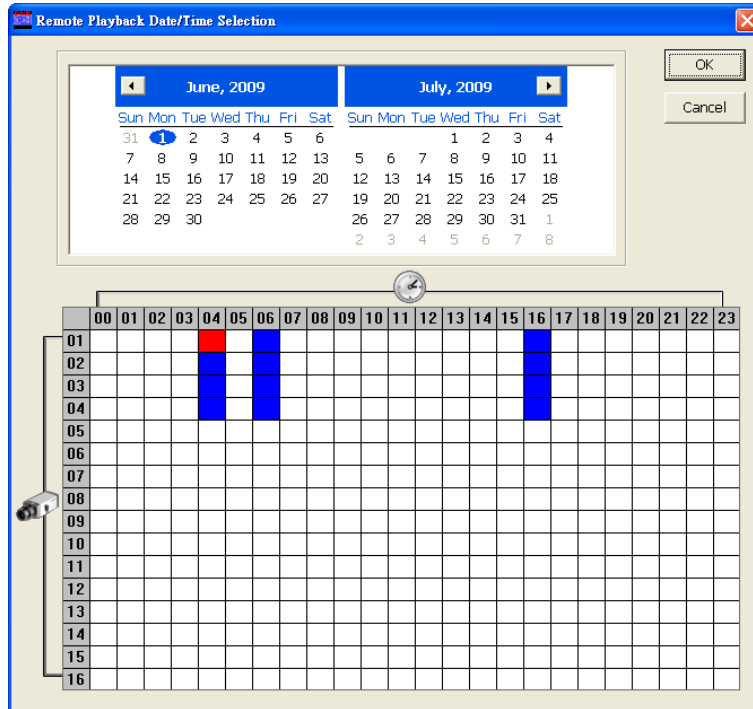 Remote Playback Date/Time Selection
OK
Cancel
June, 2009 July, 2009
Sun Mon Tue Wed Thu Fri Sat Sun Mon Tue Wed Thu Fri Sat
31 1 2 3 4 5 6 1 2 3 4
7 8 9 10 11 12 13 5 6 7 8 9 10 11
14 15 16 17 18 19 20 12 13 14 15 16 17 18
21 22 23 24 25 26 27 19 20 21 22 23 24 25
28 29 30 26 27 28 29 30 31 1
2 3 4 5 6 7 8
00 01 02 03 04 05 06 07 08 09 10 11 12 13 14 15 16 17 18 19 20 21 22 23
01
02
03
04
05
06
07
08
09
10
11
12
13
14
15
16